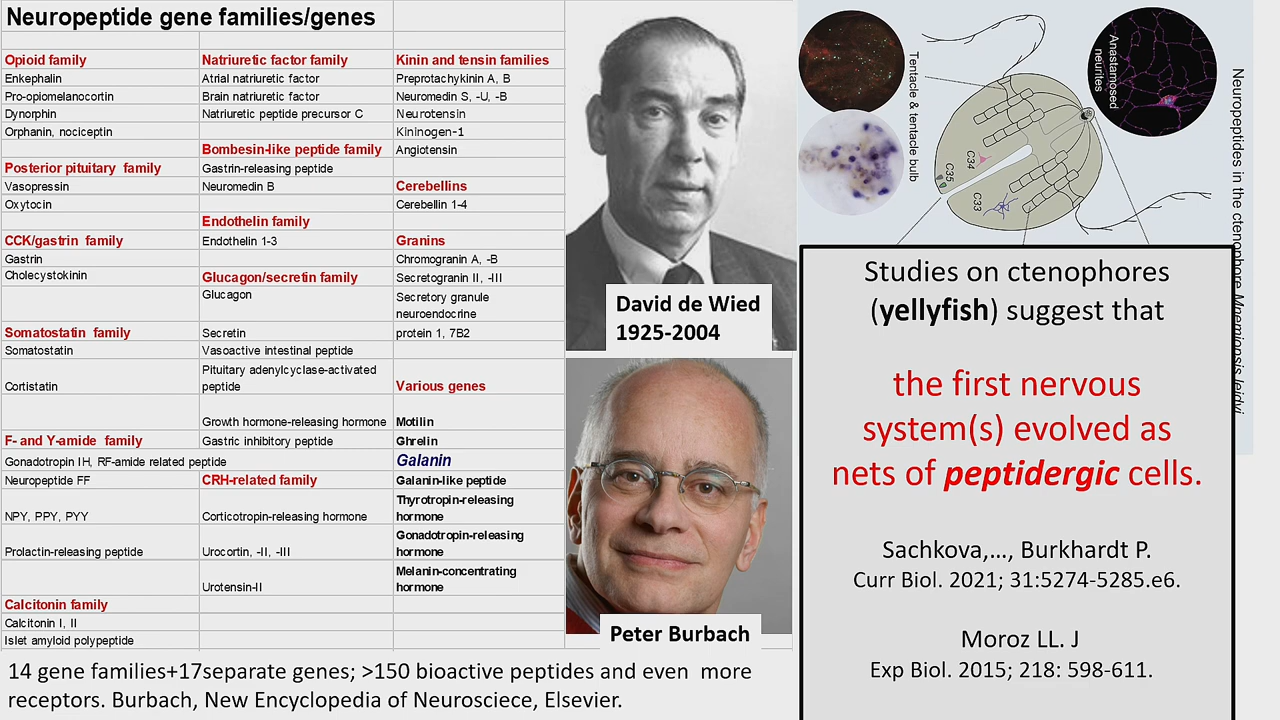 Neuropeptide gene families/genes
Opioid family
Enkephalin
Pro-opiomelanocortin
Dynorphin
Orphanin, nociceptin
Posterior pituitary family
Vasopressin
Oxytocin
CCK/gastrin family
Gastrin
Cholecystokinin
Somatostatin family
Somatostatin
Cortistatin
F- and Y-amide family
Gonadotropin IH, RF-amide related peptide
Neuropeptide FF
NPY, PPY, PYY
Prolactin-releasing peptide
Calcitonin family
Calcitonin I, II
Islet amyloid polypeptide
Natriuretic factor family
Atrial natriuretic factor
Brain natriuretic factor
Natriuretic peptide precursor C
Bombesin-like peptide family
Gastrin-releasing peptide
Neuromedin B
Endothelin family
Endothelin 1-3
Glucagon/secretin family
Glucagon
Secretin
Vasoactive intestinal peptide
Pituitary adenylcyclase-activated
peptide
Growth hormone-releasing hormone
Gastric inhibitory peptide
CRH-related family
Corticotropin-releasing hormone
Urocortin, -II, -III
Urotensin-II
Kinin and tensin families
Preprotachykinin A, B
Neuromedin S, -U, -B
Neurotensin
Kininogen-1
Angiotensin
Cerebellins
Cerebellin 1-4
Granins
Chromogranin A, -B
Secretogranin II, -III
Secretory granule
neuroendocrine
protein 1, 7B2
Various genes
Motilin
Ghrelin
Galanin
Galanin-like peptide
Thyrotropin-releasing
hormone
Gonadotropin-releasing
hormone
Melanin-concentrating
hormone
14 gene families+17separate genes; >150 bioactive peptides and even more
receptors. Burbach, New Encyclopedia of Neurosciece, Elsevier.
David de Wied
1925-2004
Peter Burbach
Tentacle & tentacle bulb
Anastamosed
neurites
C34
C35
C33
Neuropeptides in the ctenophore Mnemiopsis leidyi
Studies on ctenophores
(yellyfish) suggest that
the first nervous
system(s) evolved as
nets of peptidergic cells.
Sachkova,…, Burkhardt P.
Curr Biol. 2021; 31:5274-5285.e6.
Moroz LL. J
Exp Biol. 2015; 218: 598-611.